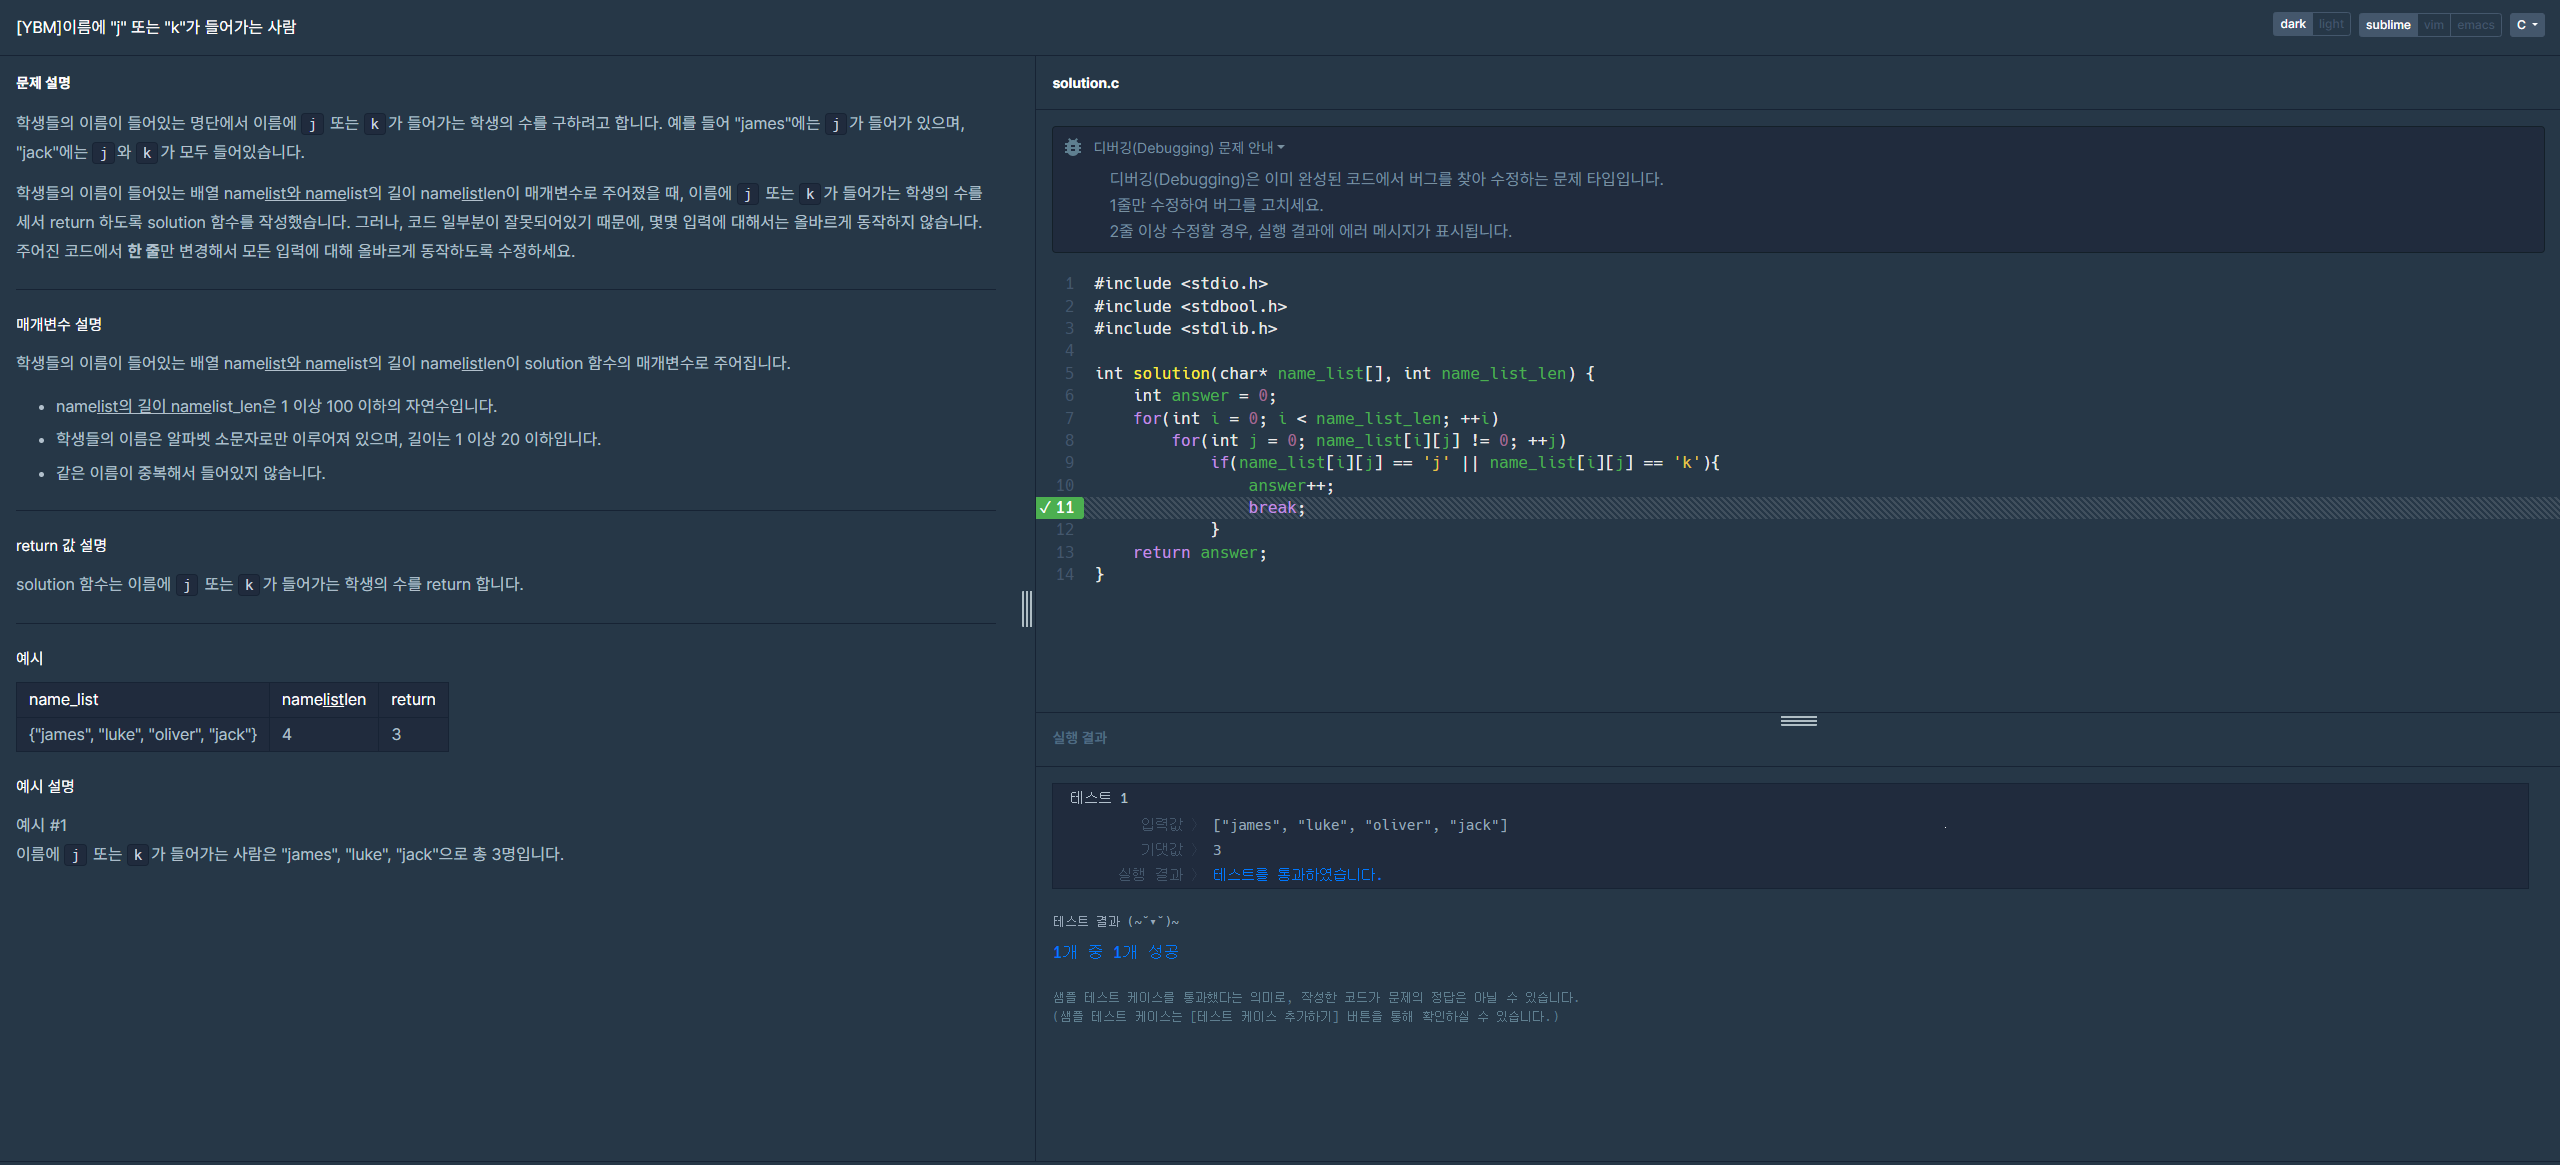 [YBM]이름에 "j" 또는 "k"가 들어가는 사람
dark light sublime vim emacs C
문제 설명
학생들의 이름이 들어있는 명단에서 이름에 j 또는 k 가 들어가는 학생의 수를 구하려고 합니다. 예를 들어 "james"에는 j 가 들어가 있으며,
"jack"에는 j 와 k 가 모두 들어있습니다.
학생들의 이름이 들어있는 배열 namelist와 namelist의 길이 namelistlen이 매개변수로 주어졌을 때, 이름에 j 또는 k 가 들어가는 학생의 수를
세서 return 하도록 solution 함수를 작성했습니다. 그러나, 코드 일부분이 잘못되어있기 때문에, 몇몇 입력에 대해서는 올바르게 동작하지 않습니다.
주어진 코드에서 한 줄만 변경해서 모든 입력에 대해 올바르게 동작하도록 수정하세요.
매개변수 설명
학생들의 이름이 들어있는 배열 namelist와 namelist의 길이 namelistlen이 solution 함수의 매개변수로 주어집니다.
• namelist의 길이 namelist_len은 1 이상 100 이하의 자연수입니다.
• 학생들의 이름은 알파벳 소문자로만 이루어져 있으며, 길이는 1 이상 20 이하입니다.
• 같은 이름이 중복해서 들어있지 않습니다.
return 값 설명
solution 함수는 이름에 j 또는 k 가 들어가는 학생의 수를 return 합니다.
예시
name_list namelistlen return
{"james", "luke", "oliver", "jack"} 4 3
예시 설명
예시 #1
이름에 j 또는 k 가 들어가는 사람은 "james", "luke", "jack"으로 총 3명입니다.
solution.c
디버깅(Debugging) 문제 안내
디버깅(Debugging)은 이미 완성된 코드에서 버그를 찾아 수정하는 문제 타입입니다.
1줄만 수정하여 버그를 고치세요.
2줄 이상 수정할 경우, 실행 결과에 에러 메시지가 표시됩니다.
1 #include <stdio.h>
2 #include <stdbool.h>
3 #include <stdlib.h>
4
5 int solution(char* name_list[], int name_list_len) {
6 int answer = 0;
7 for(int i = 0; i < name_list_len; ++i)
8 for(int j = 0; name_list[i][j] != 0; ++j)
9 if(name_list[i][j] == 'j' || name_list[i][j] == 'k'){
10 answer++;
✓ 11 break;
12 }
13 return answer;
14 }
실행 결과
테스트 1
입력값 〉 ["james", "luke", "oliver", "jack"]
기댓값 〉 3
실행 결과 〉 테스트를 통과하였습니다.
테스트 결과 (~˘▾˘)~
1개 중 1개 성공
샘플 테스트 케이스를 통과했다는 의미로, 작성한 코드가 문제의 정답은 아닐 수 있습니다.
(샘플 테스트 케이스는 [테스트 케이스 추가하기] 버튼을 통해 확인하실 수 있습니다.)